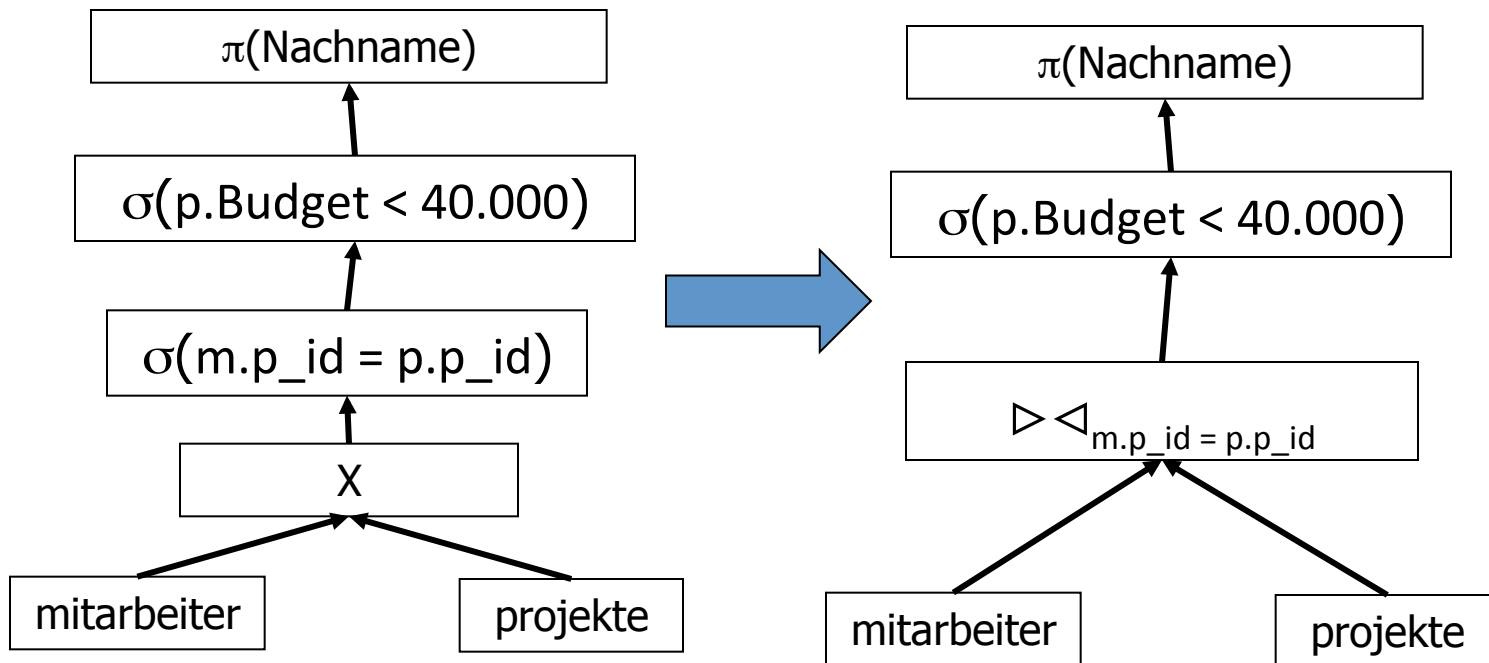 π(Nachname)
σ(p.Budget < 40.000)
σ(m.p_id = p.p_id)
X
mitarbeiter
projekte
π(Nachname)
σ(p.Budget < 40.000)
▷◁m.p_id = p.p_id
mitarbeiter
projekte